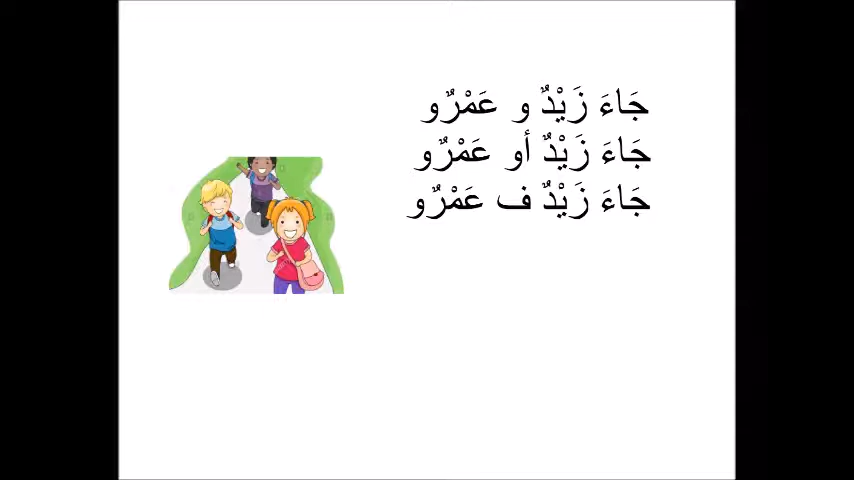 جَاءَ زَيْدٌ و عَمْرٌو
جَاءَ زَيْدٌ أو عَمْرٌو
جَاءَ زَيْدٌ ف عَمْرٌو